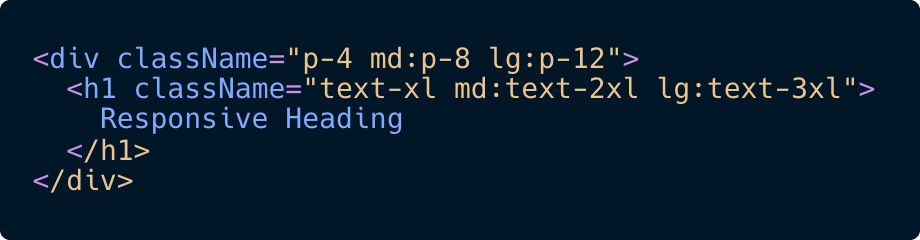 <div className="p-4 md:p-8 lg:p-12">
  <h1 className="text-xl md:text-2xl lg:text-3xl">
    Responsive Heading
  </h1>
</div>